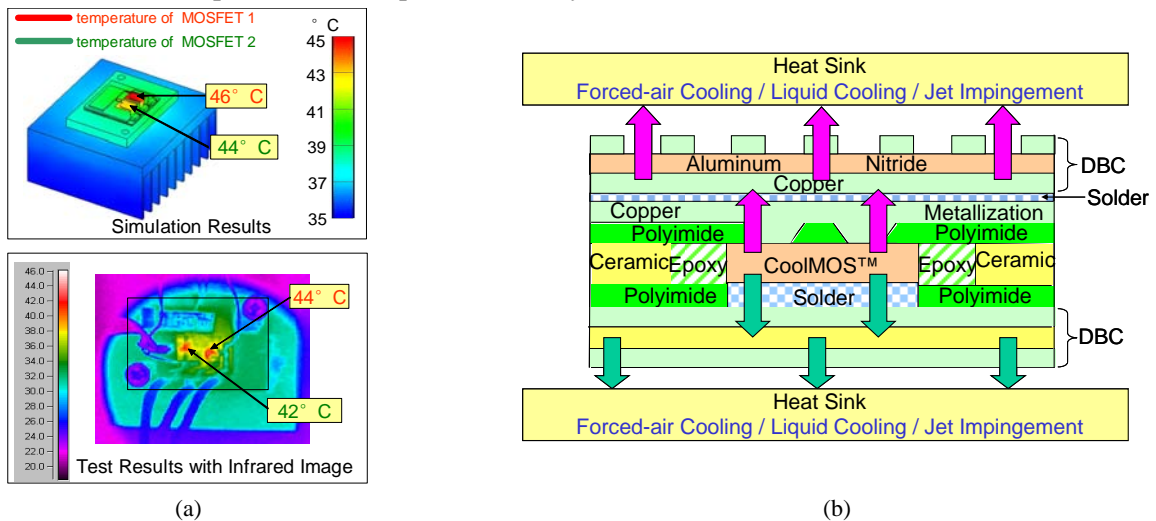 temperature of MOSFET 1
temperature of MOSFET 2
° C
45
43
41
39
37
35
46° C
44° C
Simulation Results
46.0
44.0
42.0
40.0
38.0
36.0
34.0
32.0
30.0
28.0
26.0
24.0
22.0
20.0
44° C
42° C
Test Results with Infrared Image
(a)
Heat Sink
Forced-air Cooling / Liquid Cooling / Jet Impingement
Aluminum Nitride
DBC
Copper
Solder
Copper Metallization
Polyimide Polyimide
Ceramic Epoxy CoolMOS™ Epoxy Ceramic
Polyimide Solder Polyimide
DBC
Heat Sink
Forced-air Cooling / Liquid Cooling / Jet Impingement
(b)